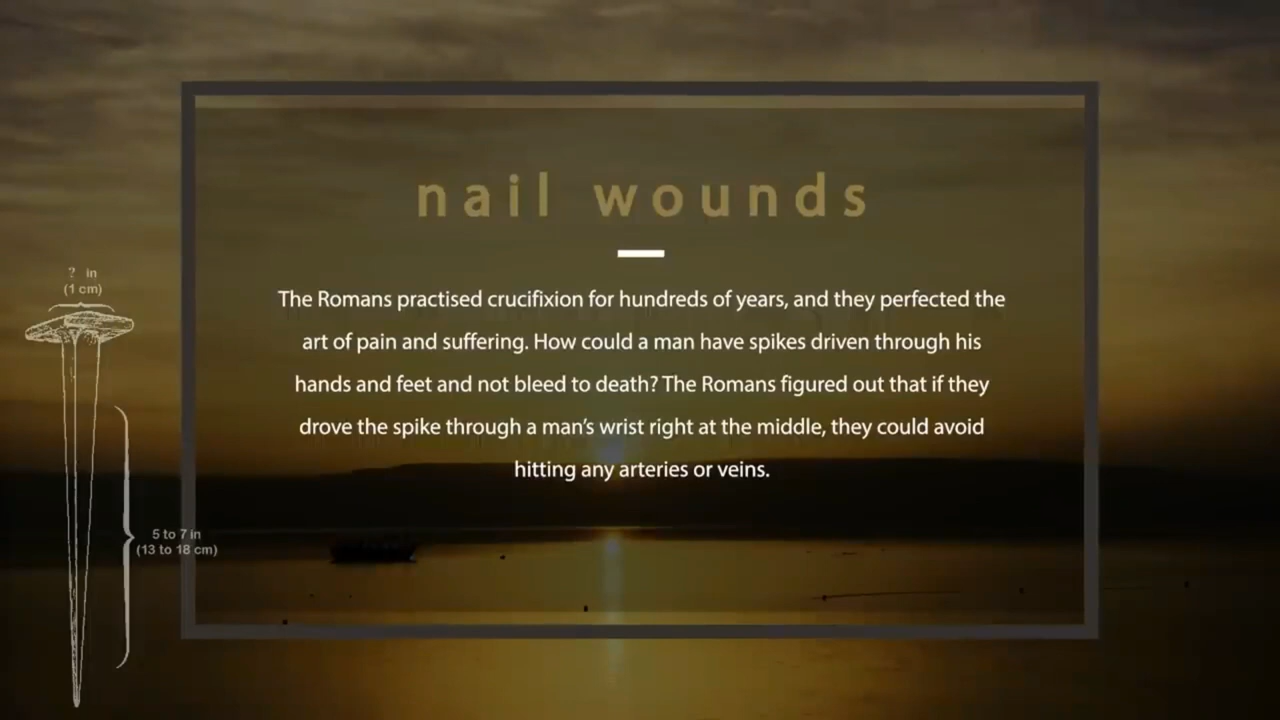 nail wounds
The Romans practised crucifixion for hundreds of years, and they perfected the
art of pain and suffering. How could a man have spikes driven through his
hands and feet and not bleed to death? The Romans figured out that if they
drove the spike through a man's wrist right at the middle, they could avoid
hitting any arteries or veins.
? in
(1 cm)
5 to 7 in
(13 to 18 cm)